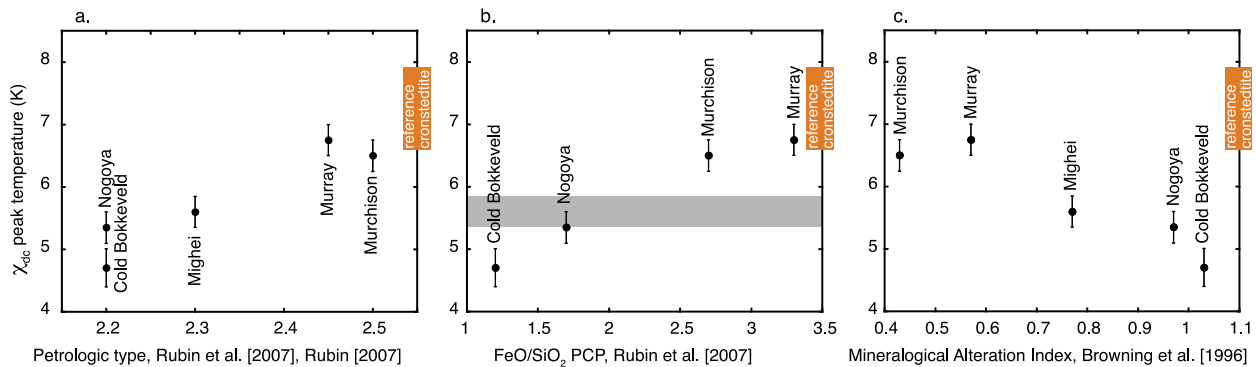 a.
χdc peak temperature (K)
8
7
6
5
4
Nogoya
Cold Bokkeveld
Mighei
Murray
Murchison
reference
cronstedtite
2.2 2.3 2.4 2.5
Petrologic type, Rubin et al. [2007], Rubin [2007]
b.
8
7
6
5
4
Cold Bokkeveld
Nogoya
Murchison
Murray
reference
cronstedtite
1 1.5 2 2.5 3 3.5
FeO/SiO2 PCP, Rubin et al. [2007]
c.
8
7
6
5
4
Murchison
Murray
Mighei
Nogoya
Cold Bokkeveld
reference
cronstedtite
0.4 0.5 0.6 0.7 0.8 0.9 1 1.1
Mineralogical Alteration Index, Browning et al. [1996]